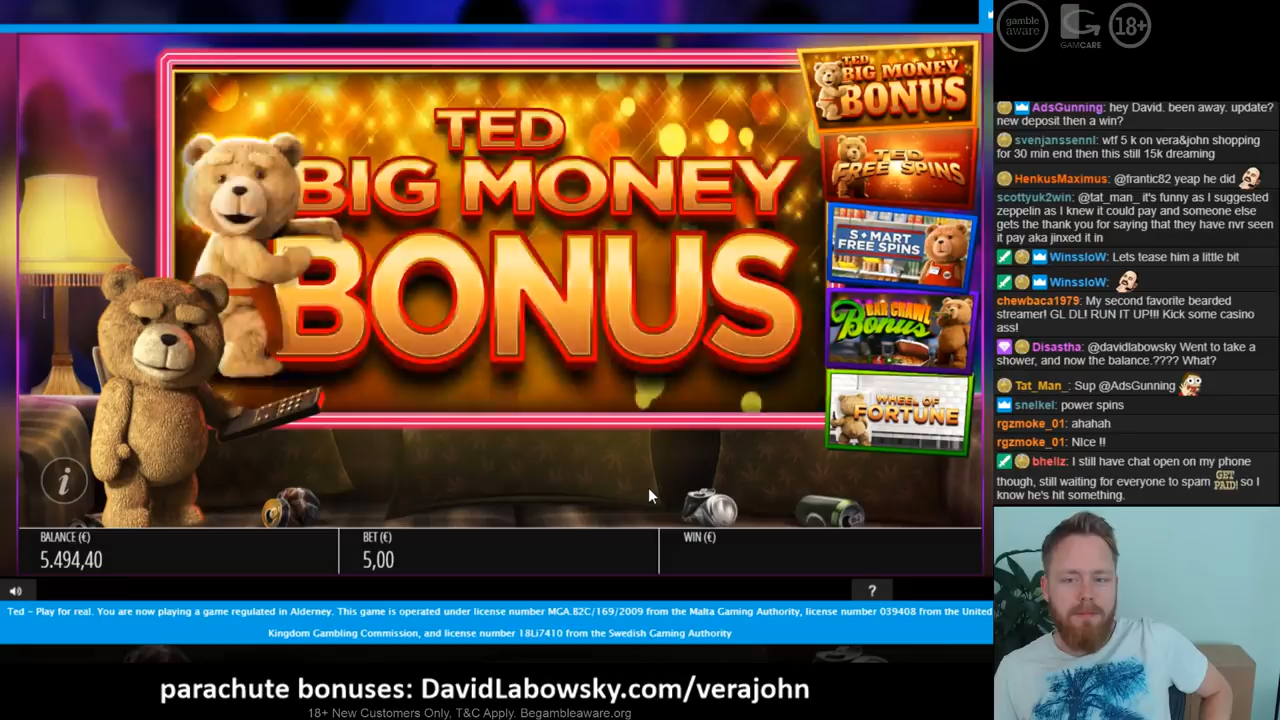 TED
BIG MONEY
BONUS
TED
BIG MONEY
BONUS
TED
FREE SPINS
S+MART
FREE SPINS
BAR CRAWL
Bonus
WHEEL OF
FORTUNE
i
BALANCE (€)
5.494,40
BET (€)
5,00
WIN (€)
?
Ted - Play for real. You are now playing a game regulated in Alderney. This game is operated under license number MGA.B2C/169/2009 from the Malta Gaming Authority, license number 039408 from the United
Kingdom Gambling Commission, and license number 18Li7410 from the Swedish Gaming Authority
parachute bonuses: DavidLabowsky.com/verajohn
18+ New Customers Only, T&C Apply. Begambleaware.org
gamble
aware
GAMCARE
18+
AdsGunning: hey David. been away. update?
new deposit then a win?
svenjanssennl: wtf 5 k on vera&john shopping
for 30 min end then this still 15k dreaming
HenkusMaximus: @frantic82 yeap he did
scottyuk2win: @tat_man_ it's funny as I suggested
zeppelin as I knew it could pay and someone else
gets the thank you for saying that they have nvr seen
it pay aka jinxed it in
WinssloW: Lets tease him a little bit
WinssloW:
chewbaca1979: My second favorite bearded
streamer! GL DL! RUN IT UP!!! Kick some casino
ass!
Disastha: @davidlabowsky Went to take a
shower, and now the balance.???? What?
Tat_Man_: Sup @AdsGunning
snelkel: power spins
rgzmoke_01: ahahah
rgzmoke_01: NIce !!
bhellz: I still have chat open on my phone
though, still waiting for everyone to spam GET PAID! so I
know he's hit something.